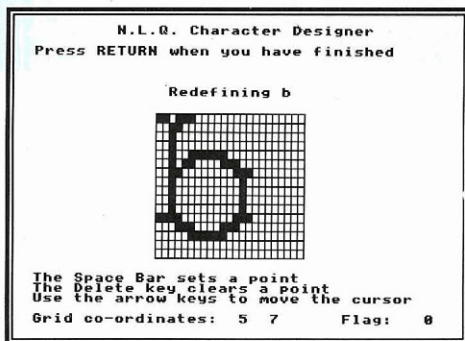 N.L.Q. Character Designer
Press RETURN when you have finished
Redefining b
The Space Bar sets a point
The Delete key clears a point
Use the arrow keys to move the cursor
Grid co-ordinates: 5 7 Flag: 0